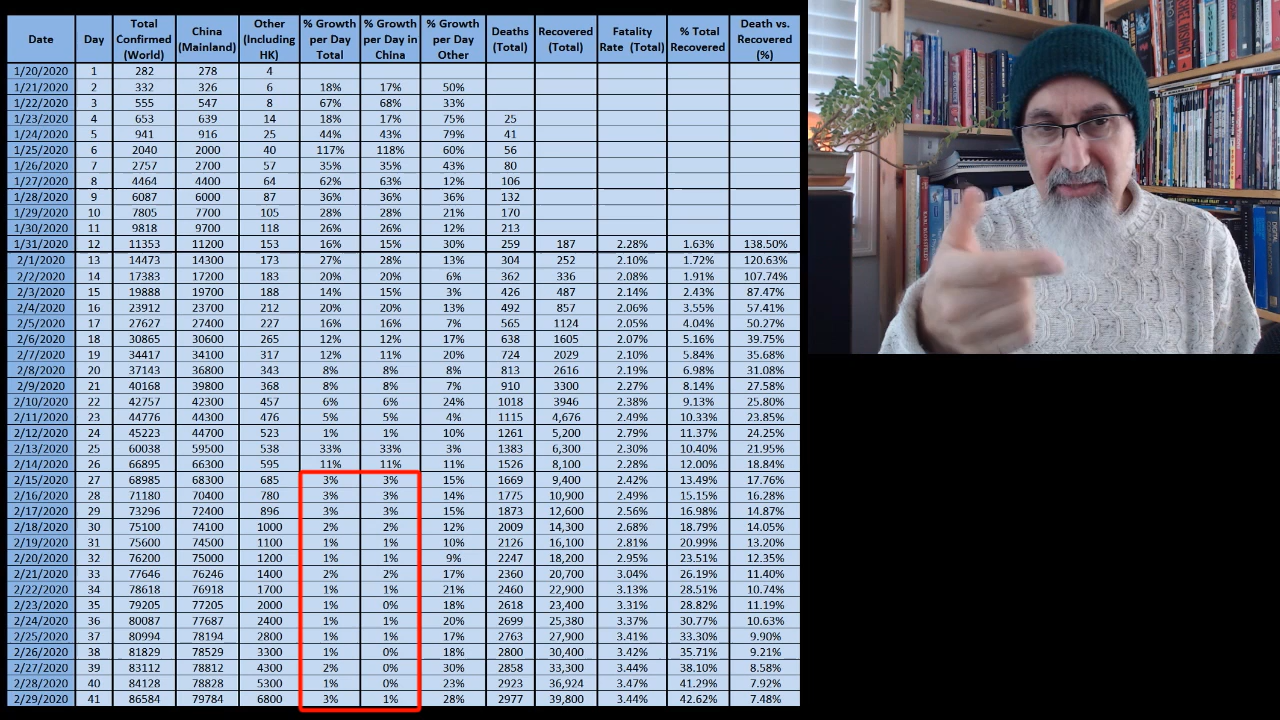 Date Day Total Confirmed (World) China (Mainland) Other (Including HK) % Growth per Day Total % Growth per Day in China % Growth per Day Other Deaths (Total) Recovered (Total) Fatality Rate (Total) % Total Recovered Death vs. Recovered (%)
1/20/2020 1 282 278 4
1/21/2020 2 332 326 6 18% 17% 50%
1/22/2020 3 555 547 8 67% 68% 33%
1/23/2020 4 653 639 14 18% 17% 75% 25
1/24/2020 5 941 916 25 44% 43% 79% 41
1/25/2020 6 2040 2000 40 117% 118% 60% 56
1/26/2020 7 2757 2700 57 35% 35% 43% 80
1/27/2020 8 4464 4400 64 62% 63% 12% 106
1/28/2020 9 6087 6000 87 36% 36% 36% 132
1/29/2020 10 7805 7700 105 28% 28% 21% 170
1/30/2020 11 9818 9700 118 26% 26% 12% 213
1/31/2020 12 11353 11200 153 16% 15% 30% 259 187 2.28% 1.63% 138.50%
2/1/2020 13 14473 14300 173 27% 28% 13% 304 252 2.10% 1.72% 120.63%
2/2/2020 14 17383 17200 183 20% 20% 6% 362 336 2.08% 1.91% 107.74%
2/3/2020 15 19888 19700 188 14% 15% 3% 426 487 2.14% 2.43% 87.47%
2/4/2020 16 23912 23700 212 20% 20% 13% 492 857 2.06% 3.55% 57.41%
2/5/2020 17 27627 27400 227 16% 16% 7% 565 1124 2.05% 4.04% 50.27%
2/6/2020 18 30865 30600 265 12% 12% 17% 638 1605 2.07% 5.16% 39.75%
2/7/2020 19 34417 34100 317 12% 11% 20% 724 2029 2.10% 5.84% 35.68%
2/8/2020 20 37143 36800 343 8% 8% 8% 813 2616 2.19% 6.98% 31.08%
2/9/2020 21 40168 39800 368 8% 8% 7% 910 3300 2.27% 8.14% 27.58%
2/10/2020 22 42757 42300 457 6% 6% 24% 1018 3946 2.38% 9.13% 25.80%
2/11/2020 23 44776 44300 476 5% 5% 4% 1115 4,676 2.49% 10.33% 23.85%
2/12/2020 24 45223 44700 523 1% 1% 10% 1261 5,200 2.79% 11.37% 24.25%
2/13/2020 25 60038 59500 538 33% 33% 3% 1383 6,300 2.30% 10.40% 21.95%
2/14/2020 26 66895 66300 595 11% 11% 11% 1526 8,100 2.28% 12.00% 18.84%
2/15/2020 27 68985 68300 685 3% 3% 15% 1669 9,400 2.42% 13.49% 17.76%
2/16/2020 28 71180 70400 780 3% 3% 14% 1775 10,900 2.49% 15.15% 16.28%
2/17/2020 29 73296 72400 896 3% 3% 15% 1873 12,600 2.56% 16.98% 14.87%
2/18/2020 30 75100 74100 1000 2% 2% 12% 2009 14,300 2.68% 18.79% 14.05%
2/19/2020 31 75600 74500 1100 1% 1% 10% 2126 16,100 2.81% 20.99% 13.20%
2/20/2020 32 76200 75000 1200 1% 1% 9% 2247 18,200 2.95% 23.51% 12.35%
2/21/2020 33 77646 76246 1400 2% 2% 17% 2360 20,700 3.04% 26.19% 11.40%
2/22/2020 34 78618 76918 1700 1% 1% 21% 2460 22,900 3.13% 28.51% 10.74%
2/23/2020 35 79205 77205 2000 1% 0% 18% 2618 23,400 3.31% 28.82% 11.19%
2/24/2020 36 80087 77687 2400 1% 1% 20% 2699 25,380 3.37% 30.77% 10.63%
2/25/2020 37 80994 78194 2800 1% 1% 17% 2763 27,900 3.41% 33.30% 9.90%
2/26/2020 38 81829 78529 3300 1% 0% 18% 2800 30,400 3.42% 35.71% 9.21%
2/27/2020 39 83112 78812 4300 2% 0% 30% 2858 33,300 3.44% 38.10% 8.58%
2/28/2020 40 84128 78828 5300 1% 0% 23% 2923 36,924 3.47% 41.29% 7.92%
2/29/2020 41 86584 79784 6800 3% 1% 28% 2977 39,800 3.44% 42.62% 7.48%